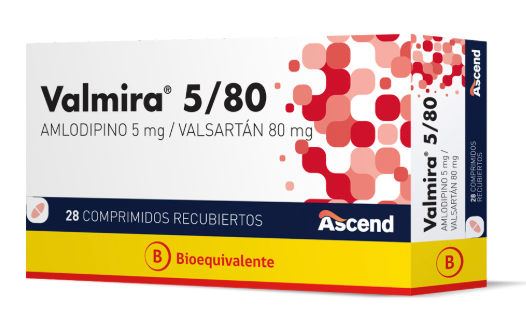 Valmira® 5/80
AMLODIPINO 5 mg / VALSARTÁN 80 mg
28 COMPRIMIDOS RECUBIERTOS
Ascend
B Bioequivalente
Valmira® 5/80
AMLODIPINO 5 mg /
VALSARTÁN 80 mg
28 COMPRIMIDOS
RECUBIERTOS
Ascend
B